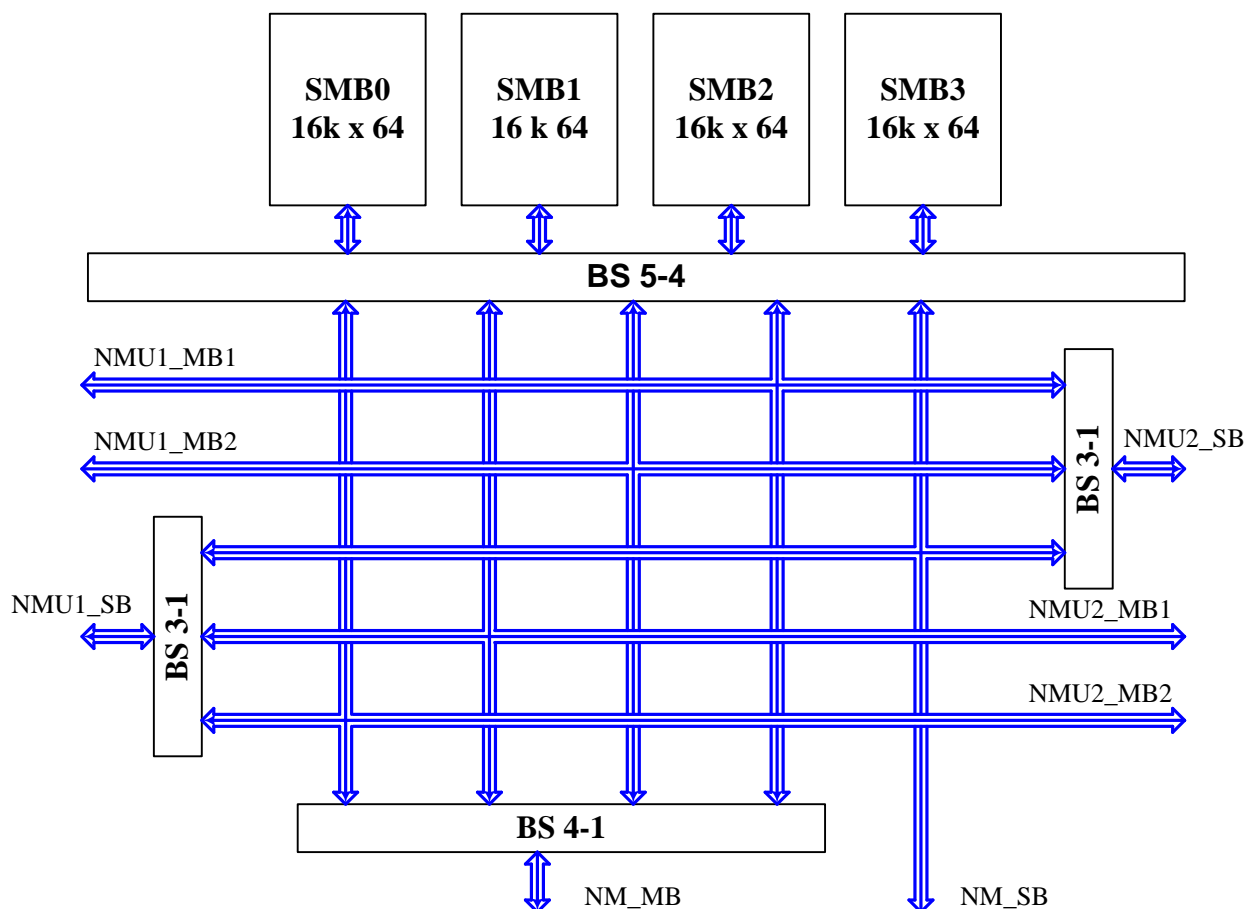 SMB0
16k x 64
SMB1
16 k 64
SMB2
16k x 64
SMB3
16k x 64
BS 5-4
NMU1_MB1
NMU1_MB2
BS 3-1
NMU2_SB
NMU1_SB
BS 3-1
NMU2_MB1
NMU2_MB2
BS 4-1
NM_MB
NM_SB